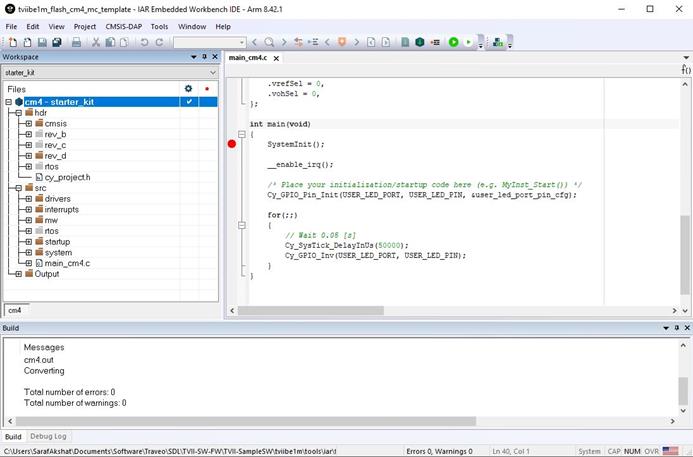 tviibe1m_flash_cm4_mc_template - IAR Embedded Workbench IDE - Arm 8.42.1
File Edit View Project CMSIS-DAP Tools Window Help
Workspace
starter_kit
Files
cm4 - starter_kit
hdr
cmsis
rev_b
rev_c
rev_d
rtos
cy_project.h
src
drivers
interrupts
mw
rtos
startup
system
main_cm4.c
Output
cm4
main_cm4.c
f()
.vrefSel = 0,
.vohSel = 0,
};
int main(void)
{
SystemInit();
__enable_irq();
/* Place your initialization/startup code here (e.g. MyInst_Start()) */
Cy_GPIO_Pin_Init(USER_LED_PORT, USER_LED_PIN, &user_led_port_pin_cfg);
for(;;)
{
// Wait 0.05 [s]
Cy_SysTick_DelayInUs(50000);
Cy_GPIO_Inv(USER_LED_PORT, USER_LED_PIN);
}
}
Build
Messages
cm4.out
Converting
Total number of errors: 0
Total number of warnings: 0
Build Debug Log
C:\Users\SarafAkshat\Documents\Software\Traveo\SDL\TVII-SW-FW\TVII-SampleSW\tviibe1m\tools\iar\ Errors 0, Warnings 0 Ln 40, Col 1 System CAP NUM OVR